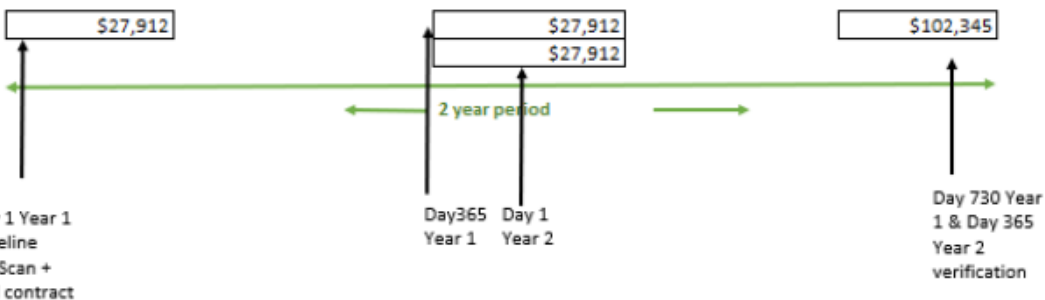 $27,912
$27,912
$27,912
$102,345
2 year period
1 Year 1
Scan +
contract
Day365
Year 1
Day 1
Year 2
Day 730 Year
1 & Day 365
Year 2
verification